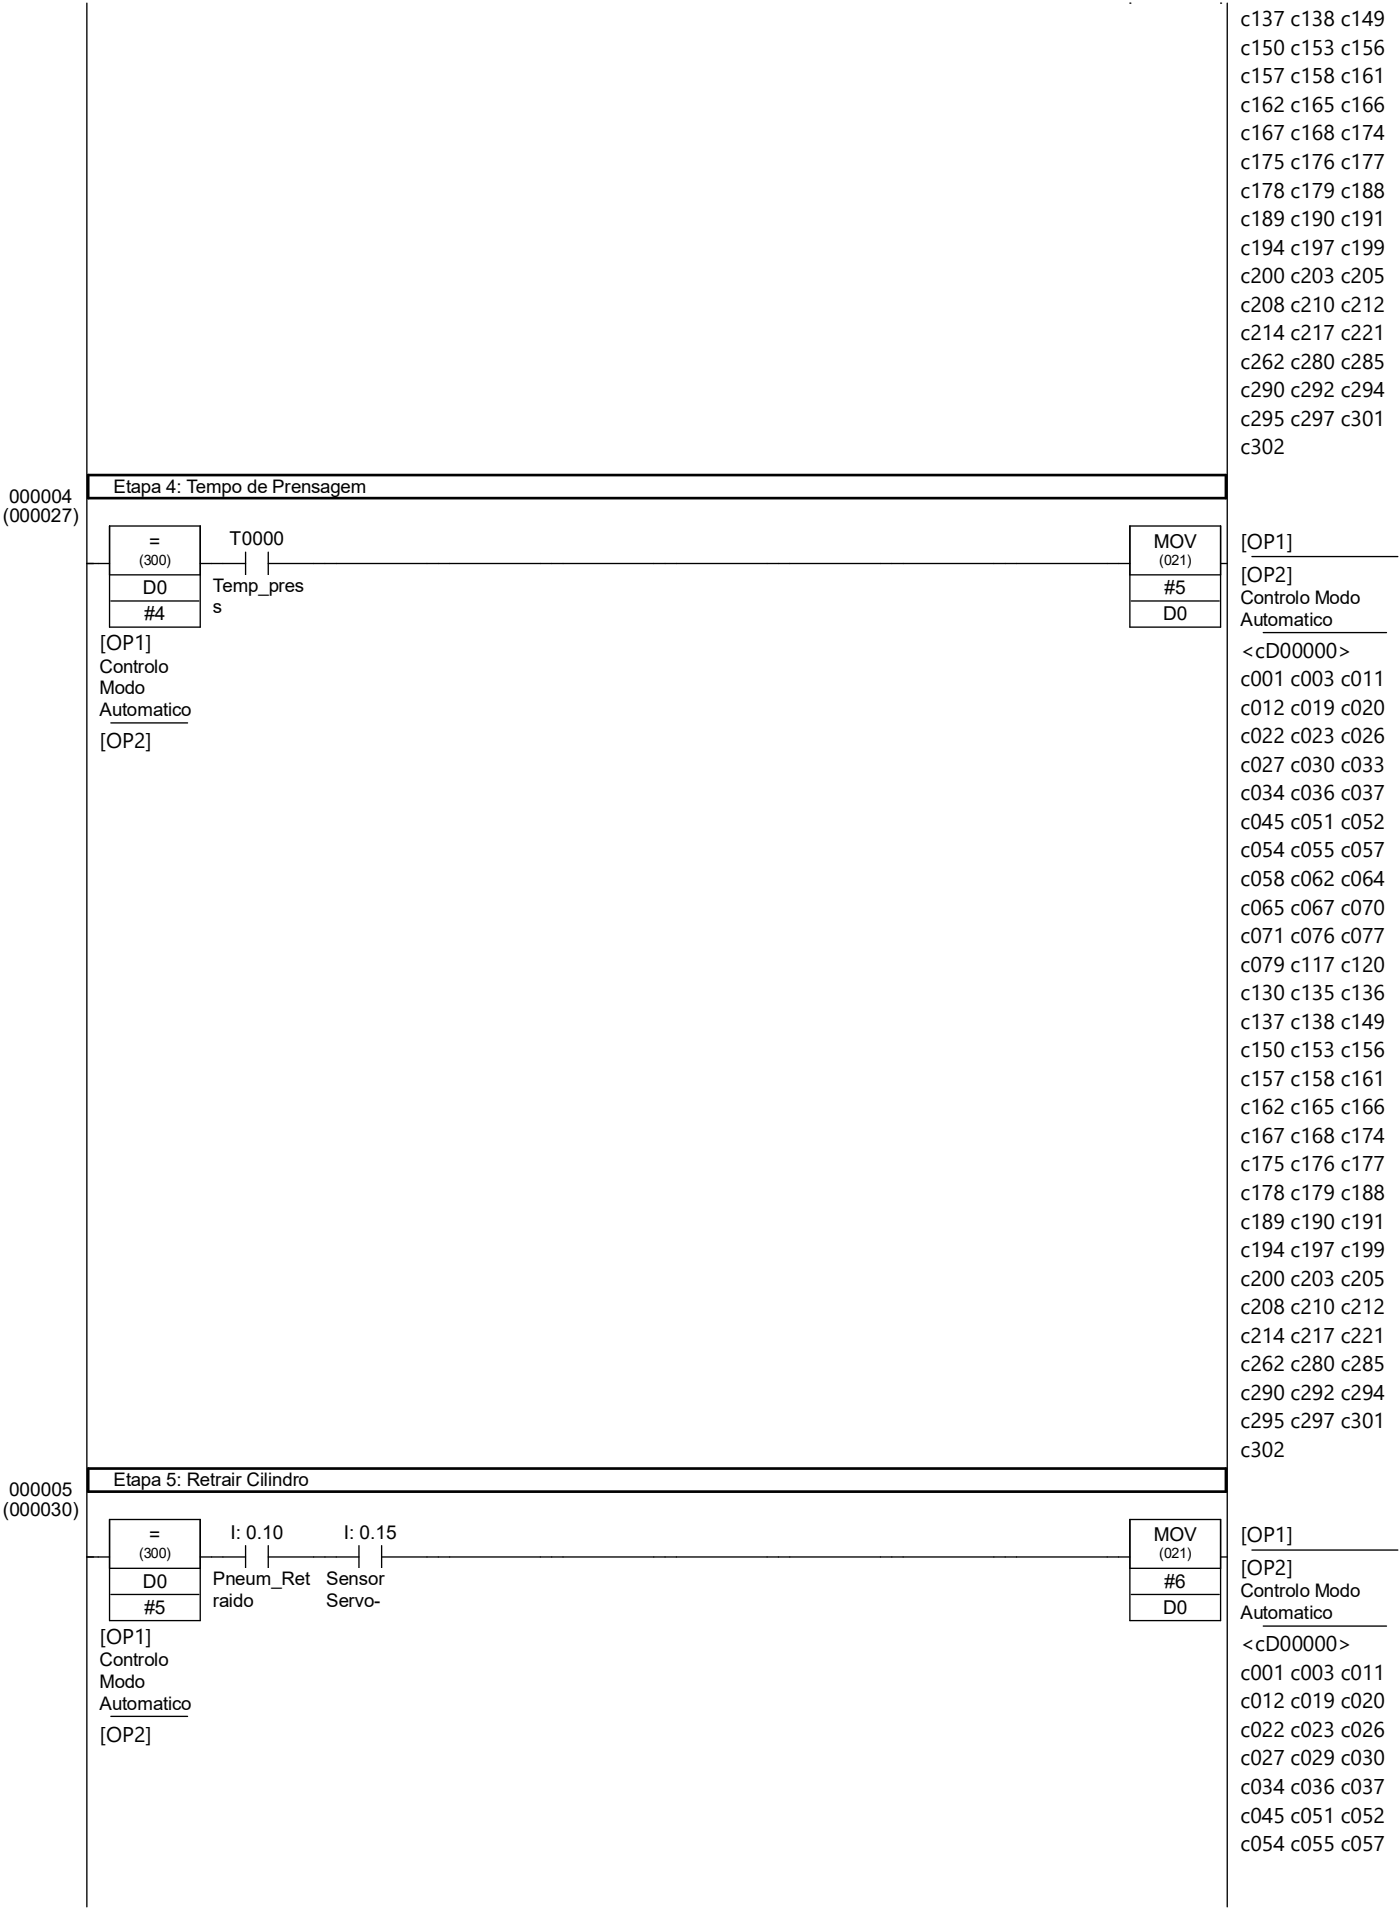 c137 c138 c149
c150 c153 c156
c157 c158 c161
c162 c165 c166
c167 c168 c174
c175 c176 c177
c178 c179 c188
c189 c190 c191
c194 c197 c199
c200 c203 c205
c208 c210 c212
c214 c217 c221
c262 c280 c285
c290 c292 c294
c295 c297 c301
c302
000004
(000027)
Etapa 4: Tempo de Prensagem
=
(300)
D0
#4
[OP1]
Controlo
Modo
Automatico
[OP2]
T0000
Temp_pres
s
MOV
(021)
#5
D0
[OP1]
[OP2]
Controlo Modo
Automatico
<cD00000>
c001 c003 c011
c012 c019 c020
c022 c023 c026
c027 c030 c033
c034 c036 c037
c045 c051 c052
c054 c055 c057
c058 c062 c064
c065 c067 c070
c071 c076 c077
c079 c117 c120
c130 c135 c136
c137 c138 c149
c150 c153 c156
c157 c158 c161
c162 c165 c166
c167 c168 c174
c175 c176 c177
c178 c179 c188
c189 c190 c191
c194 c197 c199
c200 c203 c205
c208 c210 c212
c214 c217 c221
c262 c280 c285
c290 c292 c294
c295 c297 c301
c302
000005
(000030)
Etapa 5: Retrair Cilindro
=
(300)
D0
#5
[OP1]
Controlo
Modo
Automatico
[OP2]
I: 0.10
Pneum_Ret
raido
I: 0.15
Sensor
Servo-
MOV
(021)
#6
D0
[OP1]
[OP2]
Controlo Modo
Automatico
<cD00000>
c001 c003 c011
c012 c019 c020
c022 c023 c026
c027 c029 c030
c034 c036 c037
c045 c051 c052
c054 c055 c057